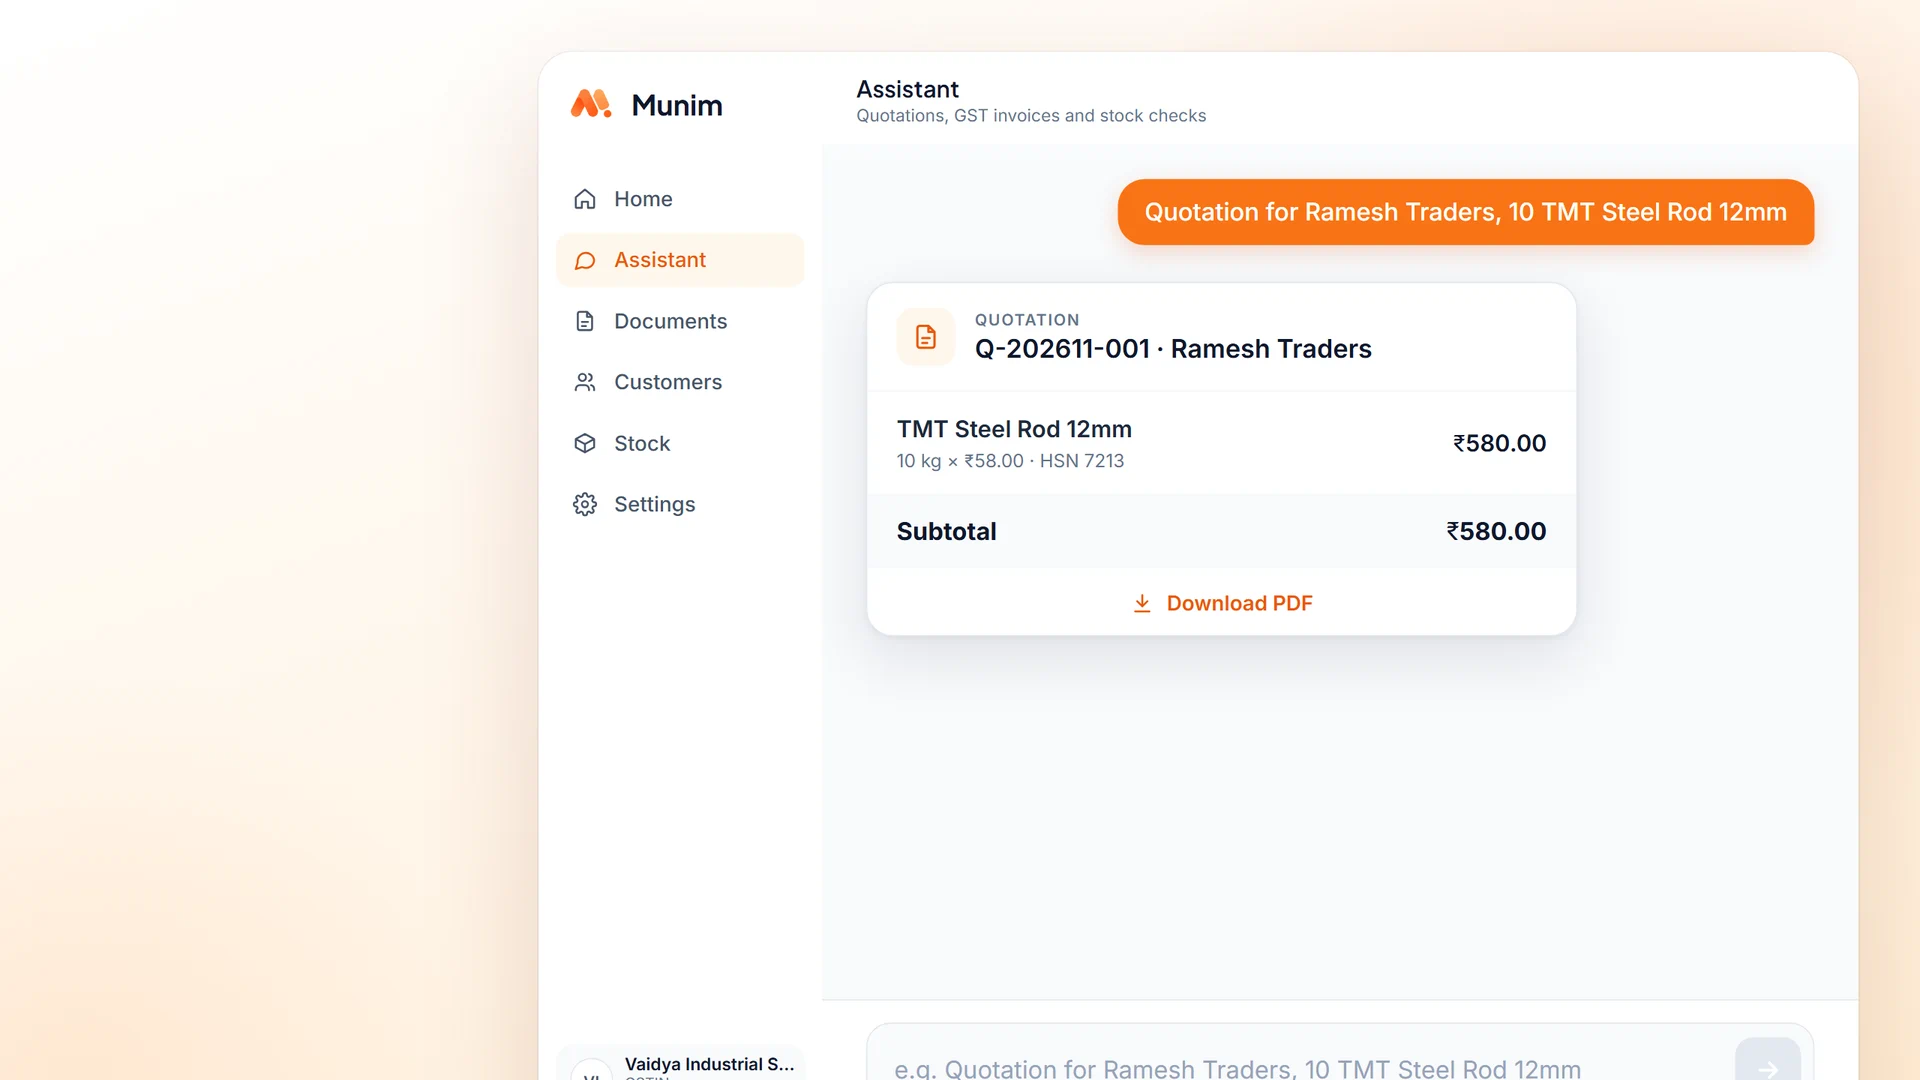 Munim
Home
Assistant
Documents
Customers
Stock
Settings
Vaidya Industrial S...
Assistant
Quotations, GST invoices and stock checks
Quotation for Ramesh Traders, 10 TMT Steel Rod 12mm
QUOTATION
Q-202611-001 · Ramesh Traders
TMT Steel Rod 12mm
10 kg × ₹58.00 · HSN 7213
₹580.00
Subtotal
₹580.00
Download PDF
e.g. Quotation for Ramesh Traders, 10 TMT Steel Rod 12mm